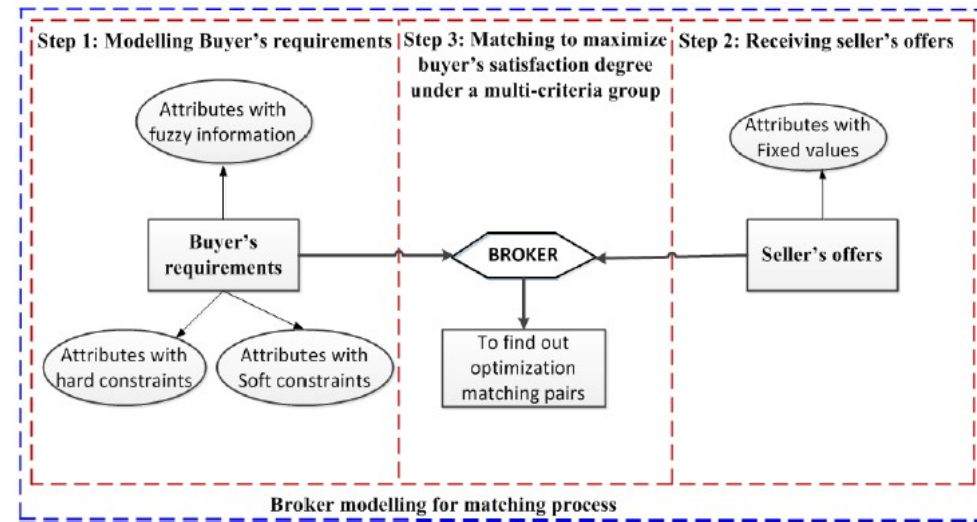 Step 1: Modelling Buyer's requirements
Attributes with
fuzzy information
Buyer's
requirements
Attributes with
hard constraints
Attributes with
Soft constraints
Step 3: Matching to maximize
buyer's satisfaction degree
under a multi-criteria group
BROKER
To find out
optimization
matching pairs
Step 2: Receiving seller's offers
Attributes with
Fixed values
Seller's offers
Broker modelling for matching process